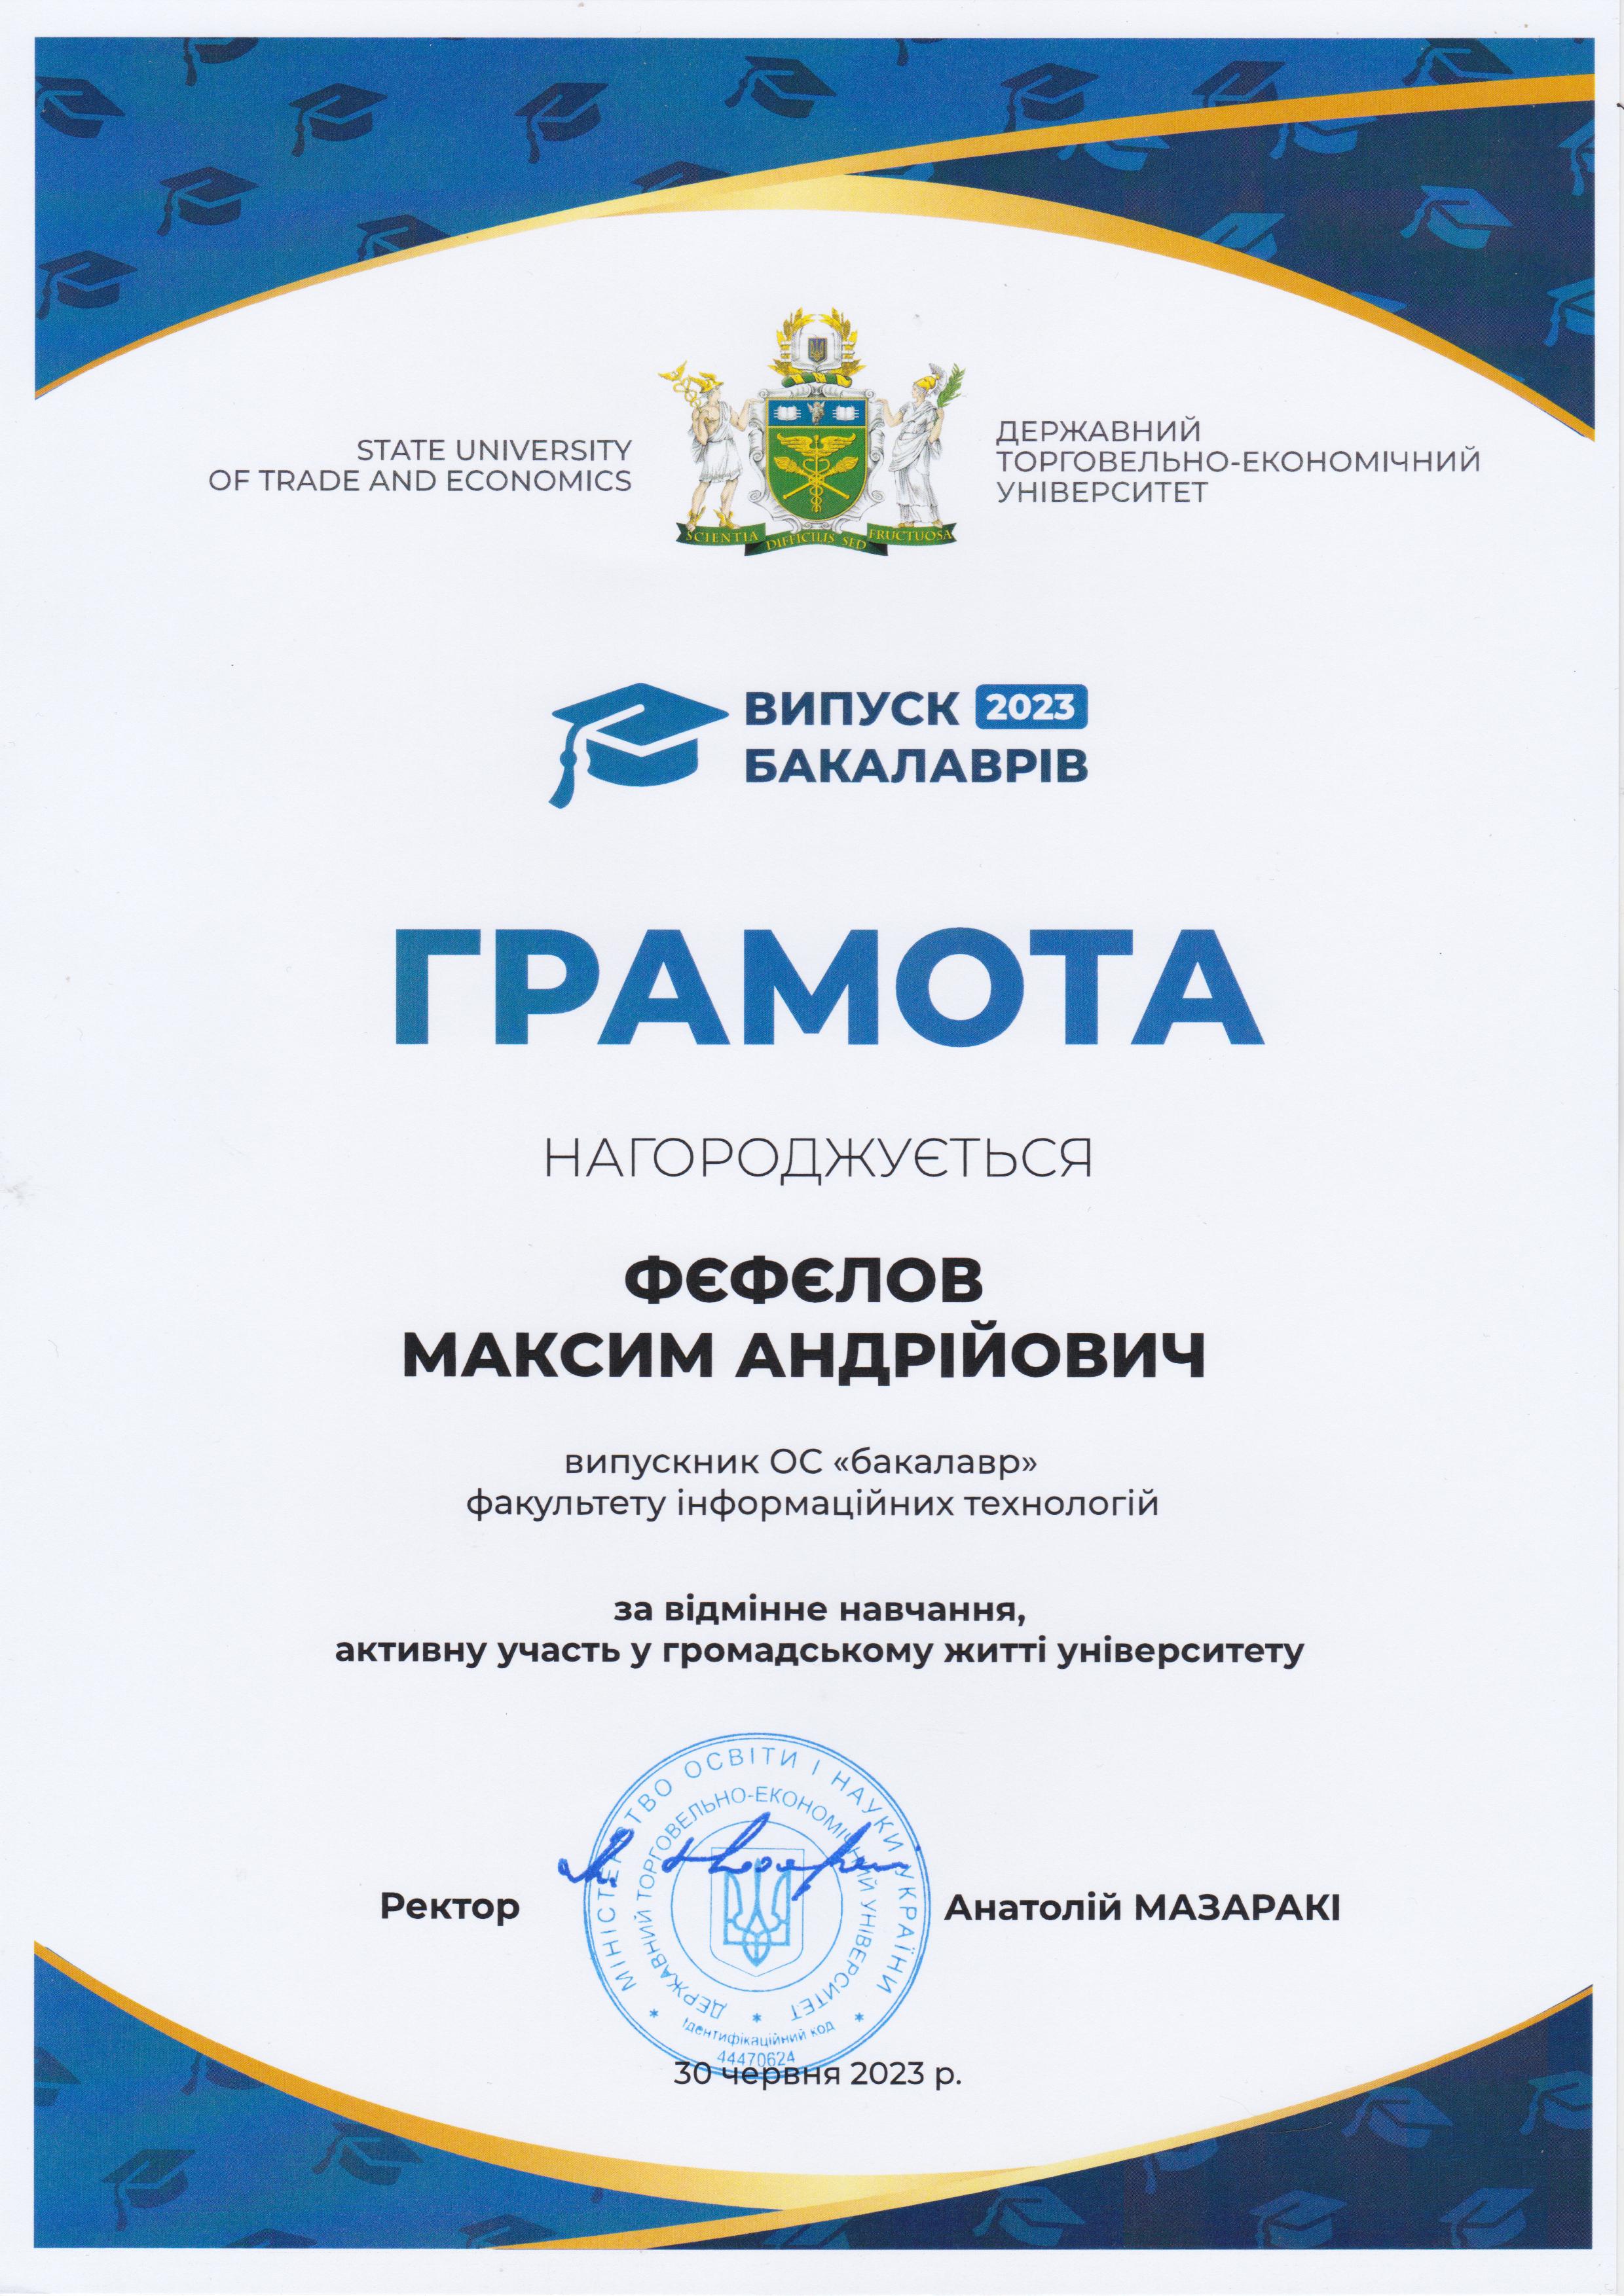 STATE UNIVERSITY
OF TRADE AND ECONOMICS
ДЕРЖАВНИЙ
ТОРГОВЕЛЬНО-ЕКОНОМІЧНИЙ
УНІВЕРСИТЕТ
SCIENTIA DIFFICILIS SED FRUCTUOSA
ВИПУСК 2023
БАКАЛАВРІВ
ГРАМОТА
НАГОРОДЖУЄТЬСЯ
ФЄФЄЛОВ
МАКСИМ АНДРІЙОВИЧ
випускник ОС «бакалавр»
факультету інформаційних технологій
за відмінне навчання,
активну участь у громадському житті університету
МІНІСТЕРСТВО ОСВІТИ І НАУКИ УКРАЇНИ
ДЕРЖАВНИЙ ТОРГОВЕЛЬНО-ЕКОНОМІЧНИЙ УНІВЕРСИТЕТ
Ідентифікаційний код
44470624
Ректор
Анатолій МАЗАРАКІ
30 червня 2023 р.